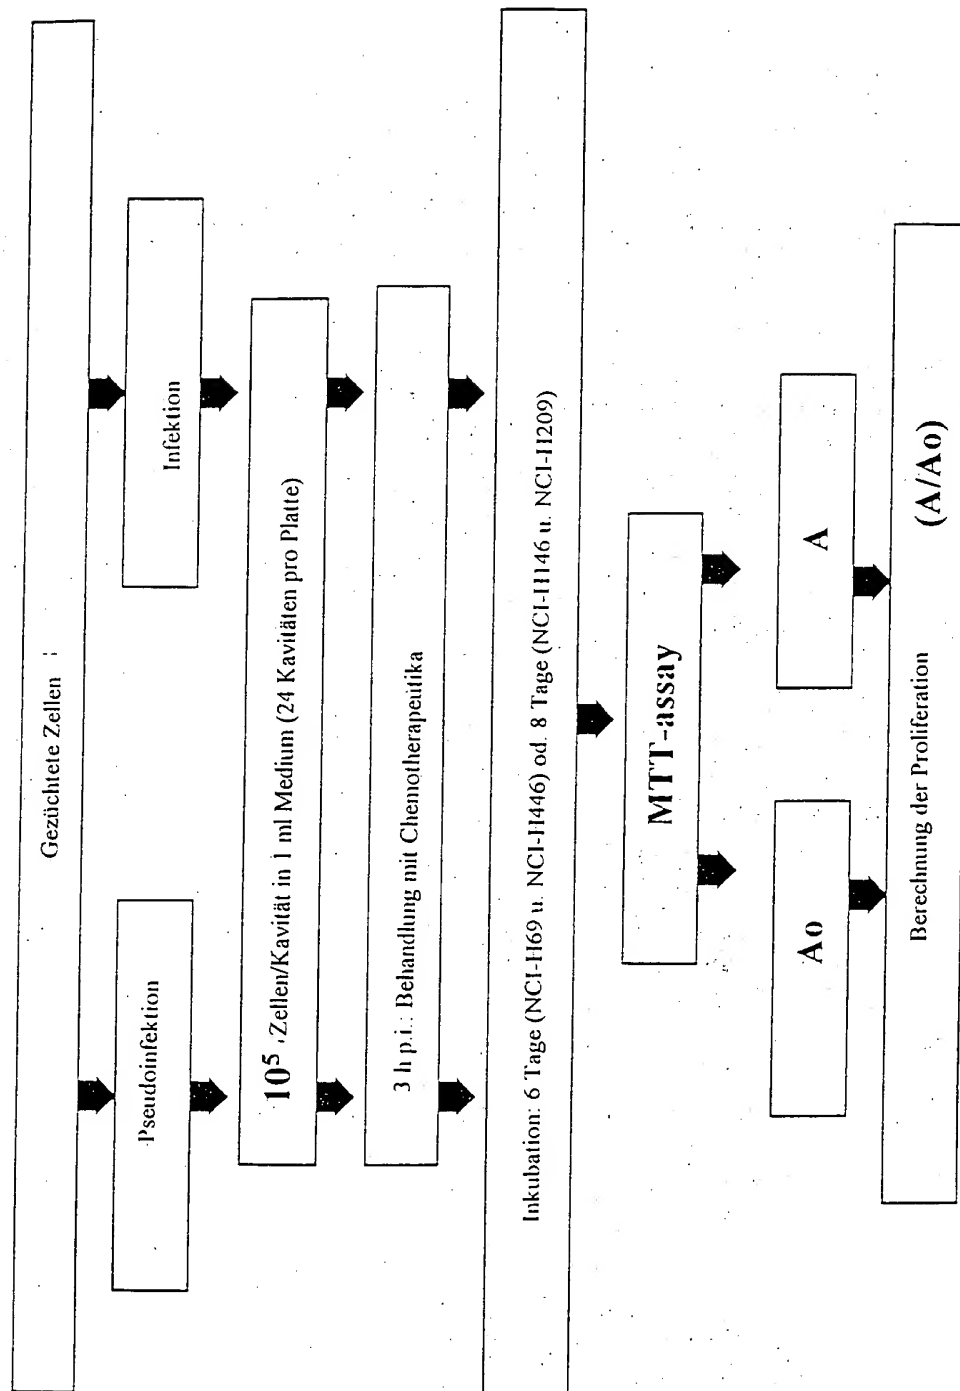 Gezüchtete Zellen
Pseudoinfektion
Infektion
10⁵ Zellen/Kavität in 1 ml Medium (24 Kavitäten pro Platte)
3 h p.i.: Behandlung mit Chemotherapeutika
Inkubation: 6 Tage (NCI-H69 u. NCI-H446) od. 8 Tage (NCI-H146 u. NCI-H209)
MTT-assay
Ao
A
Berechnung der Proliferation (A/Ao)